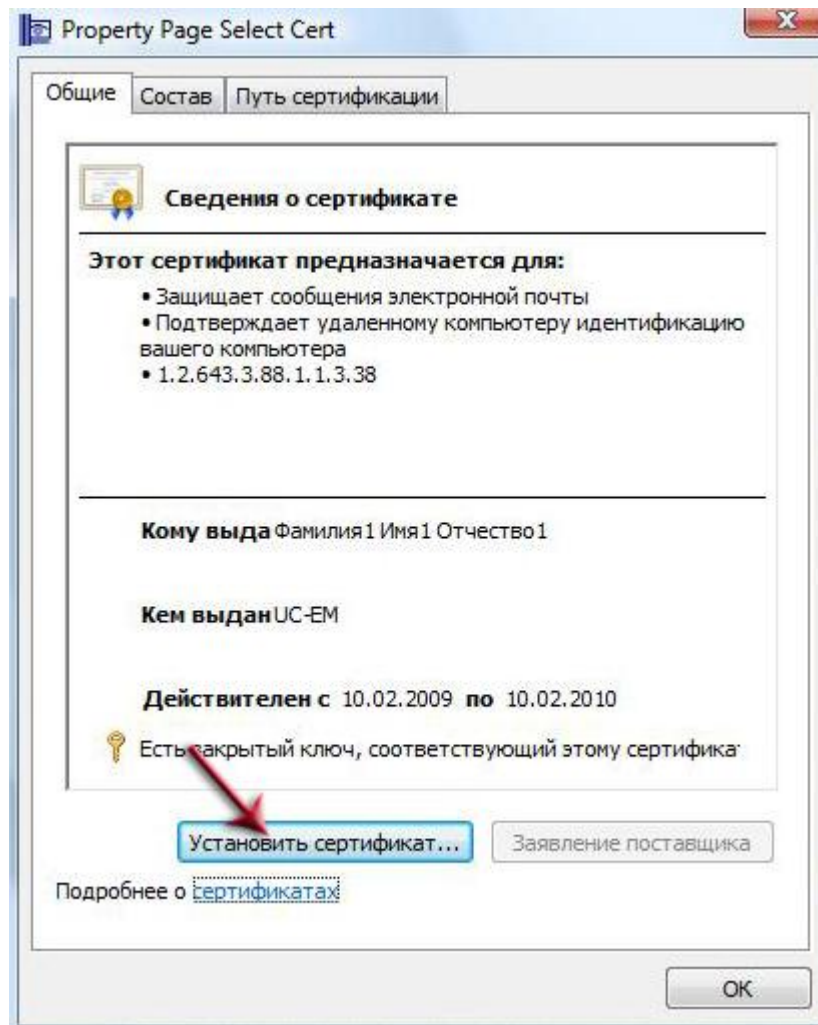 Property Page Select Cert
Общие Состав Путь сертификации
Сведения о сертификате
Этот сертификат предназначается для:
• Защищает сообщения электронной почты
• Подтверждает удаленному компьютеру идентификацию
вашего компьютера
• 1.2.643.3.88.1.1.3.38
Кому выда Фамилия1 Имя1 Отчество1
Кем выдан UC-EM
Действителен с 10.02.2009 по 10.02.2010
Есть закрытый ключ, соответствующий этому сертифика
Установить сертификат... Заявление поставщика
Подробнее о сертификатах
OK